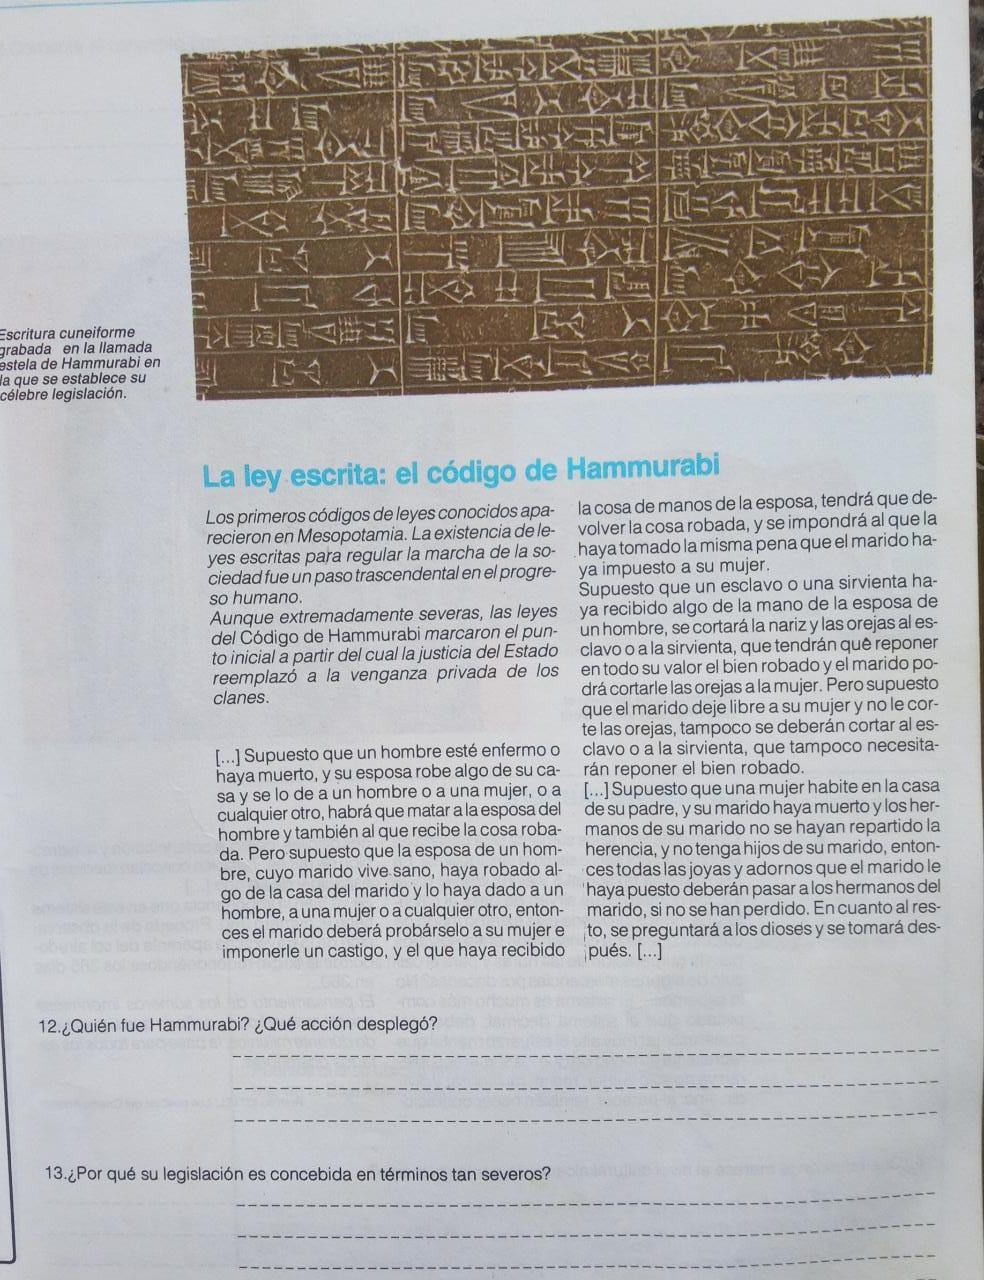 Escritura cuneiforme
grabada en la llamada
estela de Hammurabi en
la que se establece su
célebre legislación.
La ley escrita: el código de Hammurabi
Los primeros códigos de leyes conocidos apa-
recieron en Mesopotamia. La existencia de le-
yes escritas para regular la marcha de la so-
ciedad fue un paso trascendental en el progre-
so humano.
Aunque extremadamente severas, las leyes
del Código de Hammurabi marcaron el pun-
to inicial a partir del cual la justicia del Estado
reemplazó a la venganza privada de los
clanes.
[...] Supuesto que un hombre esté enfermo o
haya muerto, y su esposa robe algo de su ca-
sa y se lo de a un hombre o a una mujer, o a
cualquier otro, habrá que matar a la esposa del
hombre y también al que recibe la cosa roba-
da. Pero supuesto que la esposa de un hom-
bre, cuyo marido vive sano, haya robado al-
go de la casa del marido y lo haya dado a un
hombre, a una mujer o a cualquier otro, enton-
ces el marido deberá probárselo a su mujer e
imponerle un castigo, y el que haya recibido
la cosa de manos de la esposa, tendrá que de-
volver la cosa robada, y se impondrá al que la
haya tomado la misma pena que el marido ha-
ya impuesto a su mujer.
Supuesto que un esclavo o una sirvienta ha-
ya recibido algo de la mano de la esposa de
un hombre, se cortará la nariz y las orejas al es-
clavo o a la sirvienta, que tendrán quê reponer
en todo su valor el bien robado y el marido po-
drá cortarle las orejas a la mujer. Pero supuesto
que el marido deje libre a su mujer y no le cor-
te las orejas, tampoco se deberán cortar al es-
clavo o a la sirvienta, que tampoco necesita-
rán reponer el bien robado.
[...] Supuesto que una mujer habite en la casa
de su padre, y su marido haya muerto y los her-
manos de su marido no se hayan repartido la
herencia, y no tenga hijos de su marido, enton-
ces todas las joyas y adornos que el marido le
haya puesto deberán pasar a los hermanos del
marido, si no se han perdido. En cuanto al res-
to, se preguntará a los dioses y se tomará des-
pués. [...]
12.¿Quién fue Hammurabi? ¿Qué acción desplegó?
13.¿Por qué su legislación es concebida en términos tan severos?